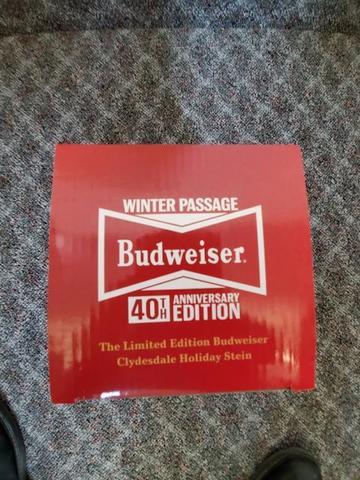 WINTER PASSAGE
Budweiser.
40TH ANNIVERSARY EDITION
The Limited Edition Budweiser
Clydesdale Holiday Stein